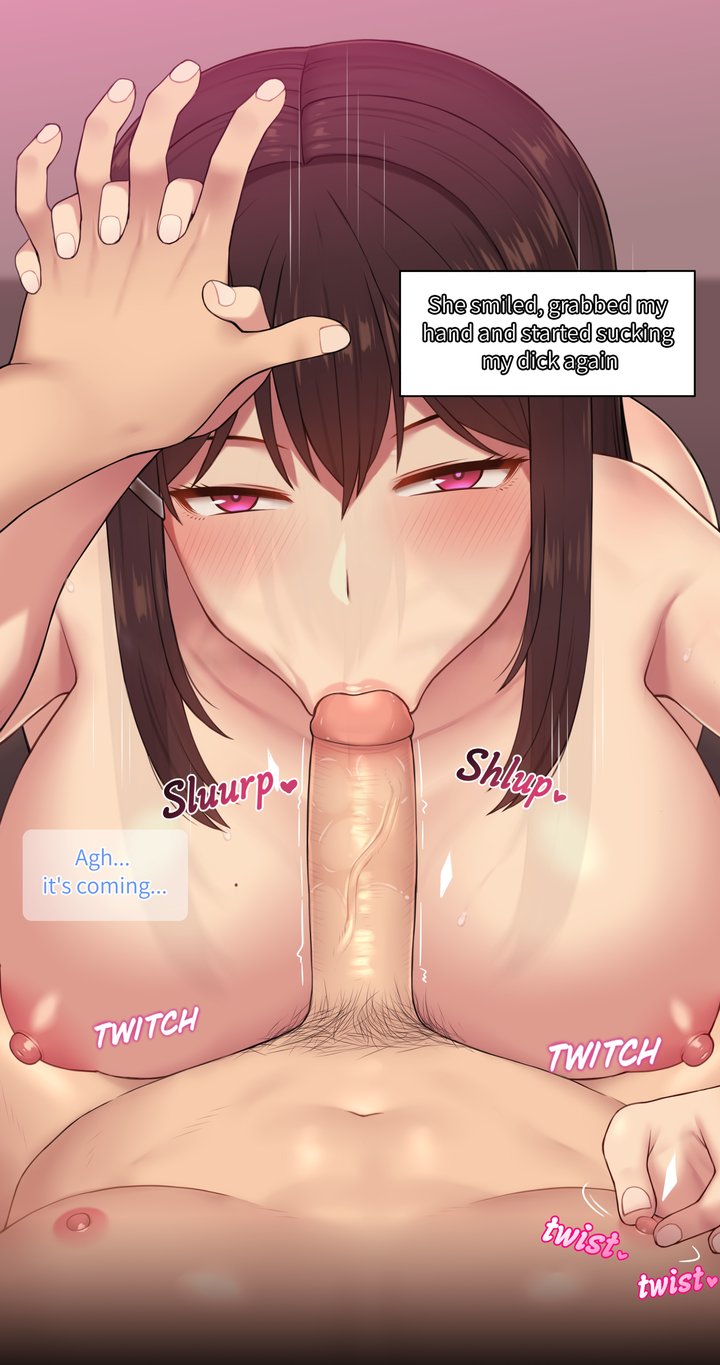 She smiled, grabbed my
hand and started sucking
my dick again
Sluurp
Shlup
Agh...
it's coming...
TWITCH
TWITCH
twist
twist